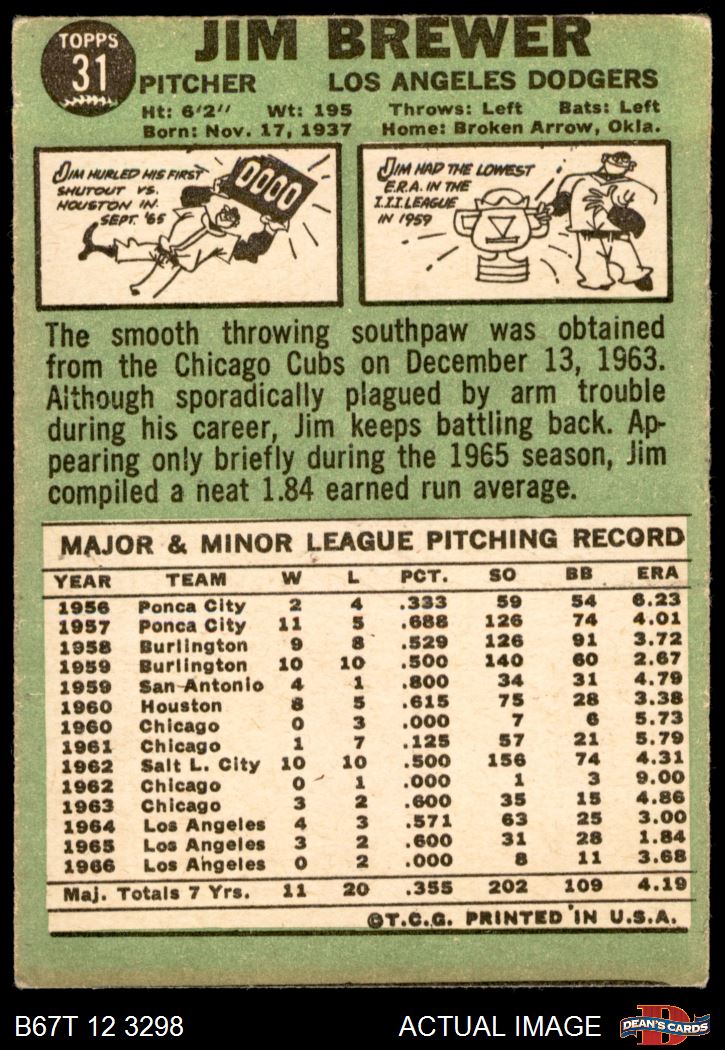 TOPPS
31
JIM BREWER
PITCHER LOS ANGELES DODGERS
Ht: 6'2" Wt: 195 Throws: Left Bats: Left
Born: Nov. 17, 1937 Home: Broken Arrow, Okla.
JIM HURLED HIS FIRST
SHUTOUT VS.
HOUSTON IN
SEPT. '65
0000
JIM HAD THE LOWEST
E.R.A. IN THE
I.I.I. LEAGUE
IN 1959
The smooth throwing southpaw was obtained
from the Chicago Cubs on December 13, 1963.
Although sporadically plagued by arm trouble
during his career, Jim keeps battling back. Ap-
pearing only briefly during the 1965 season, Jim
compiled a neat 1.84 earned run average.
MAJOR & MINOR LEAGUE PITCHING RECORD
YEAR TEAM W L PCT. SO BB ERA
1956 Ponca City 2 4 .333 59 54 6.23
1957 Ponca City 11 5 .688 126 74 4.01
1958 Burlington 9 8 .529 126 91 3.72
1959 Burlington 10 10 .500 140 60 2.67
1959 San Antonio 4 1 .800 34 31 4.79
1960 Houston 8 5 .615 75 28 3.38
1960 Chicago 0 3 .000 7 6 5.73
1961 Chicago 1 7 .125 57 21 5.79
1962 Salt L. City 10 10 .500 156 74 4.31
1962 Chicago 0 1 .000 1 3 9.00
1963 Chicago 3 2 .600 35 15 4.86
1964 Los Angeles 4 3 .571 63 25 3.00
1965 Los Angeles 3 2 .600 31 28 1.84
1966 Los Angeles 0 2 .000 8 11 3.68
Maj. Totals 7 Yrs. 11 20 .355 202 109 4.19
©T.C.G. PRINTED IN U.S.A.
B67T 12 3298 ACTUAL IMAGE
D
DEAN'S CARDS